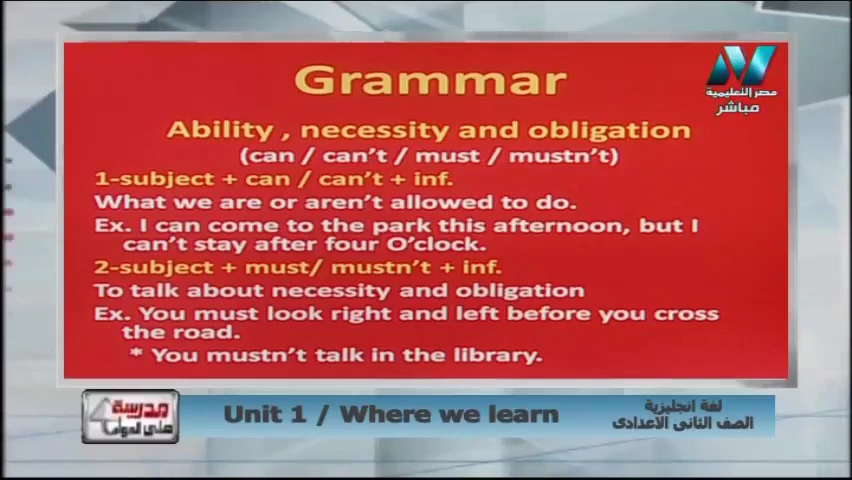 Grammar
Ability , necessity and obligation
(can / can't / must / mustn't)
1-subject + can / can't + inf.
What we are or aren't allowed to do.
Ex. I can come to the park this afternoon, but I
can't stay after four O'clock.
2-subject + must/ mustn't + inf.
To talk about necessity and obligation
Ex. You must look right and left before you cross
the road.
* You mustn't talk in the library.
مصر التعليمية
مباشر
مدرسة
على الهواء
Unit 1 / Where we learn
لغة انجليزية
الصف الثانى الاعدادى